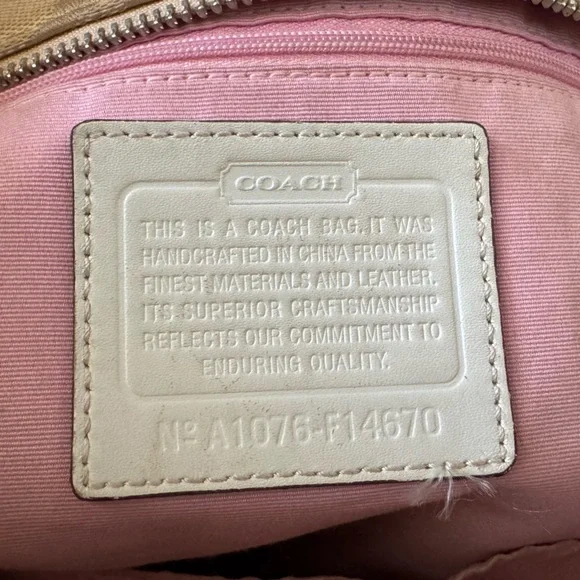 COACH
THIS IS A COACH BAG. IT WAS
HANDCRAFTED IN CHINA FROM THE
FINEST MATERIALS AND LEATHER.
ITS SUPERIOR CRAFTSMANSHIP
REFLECTS OUR COMMITMENT TO
ENDURING QUALITY.
Nº A1076-F14670